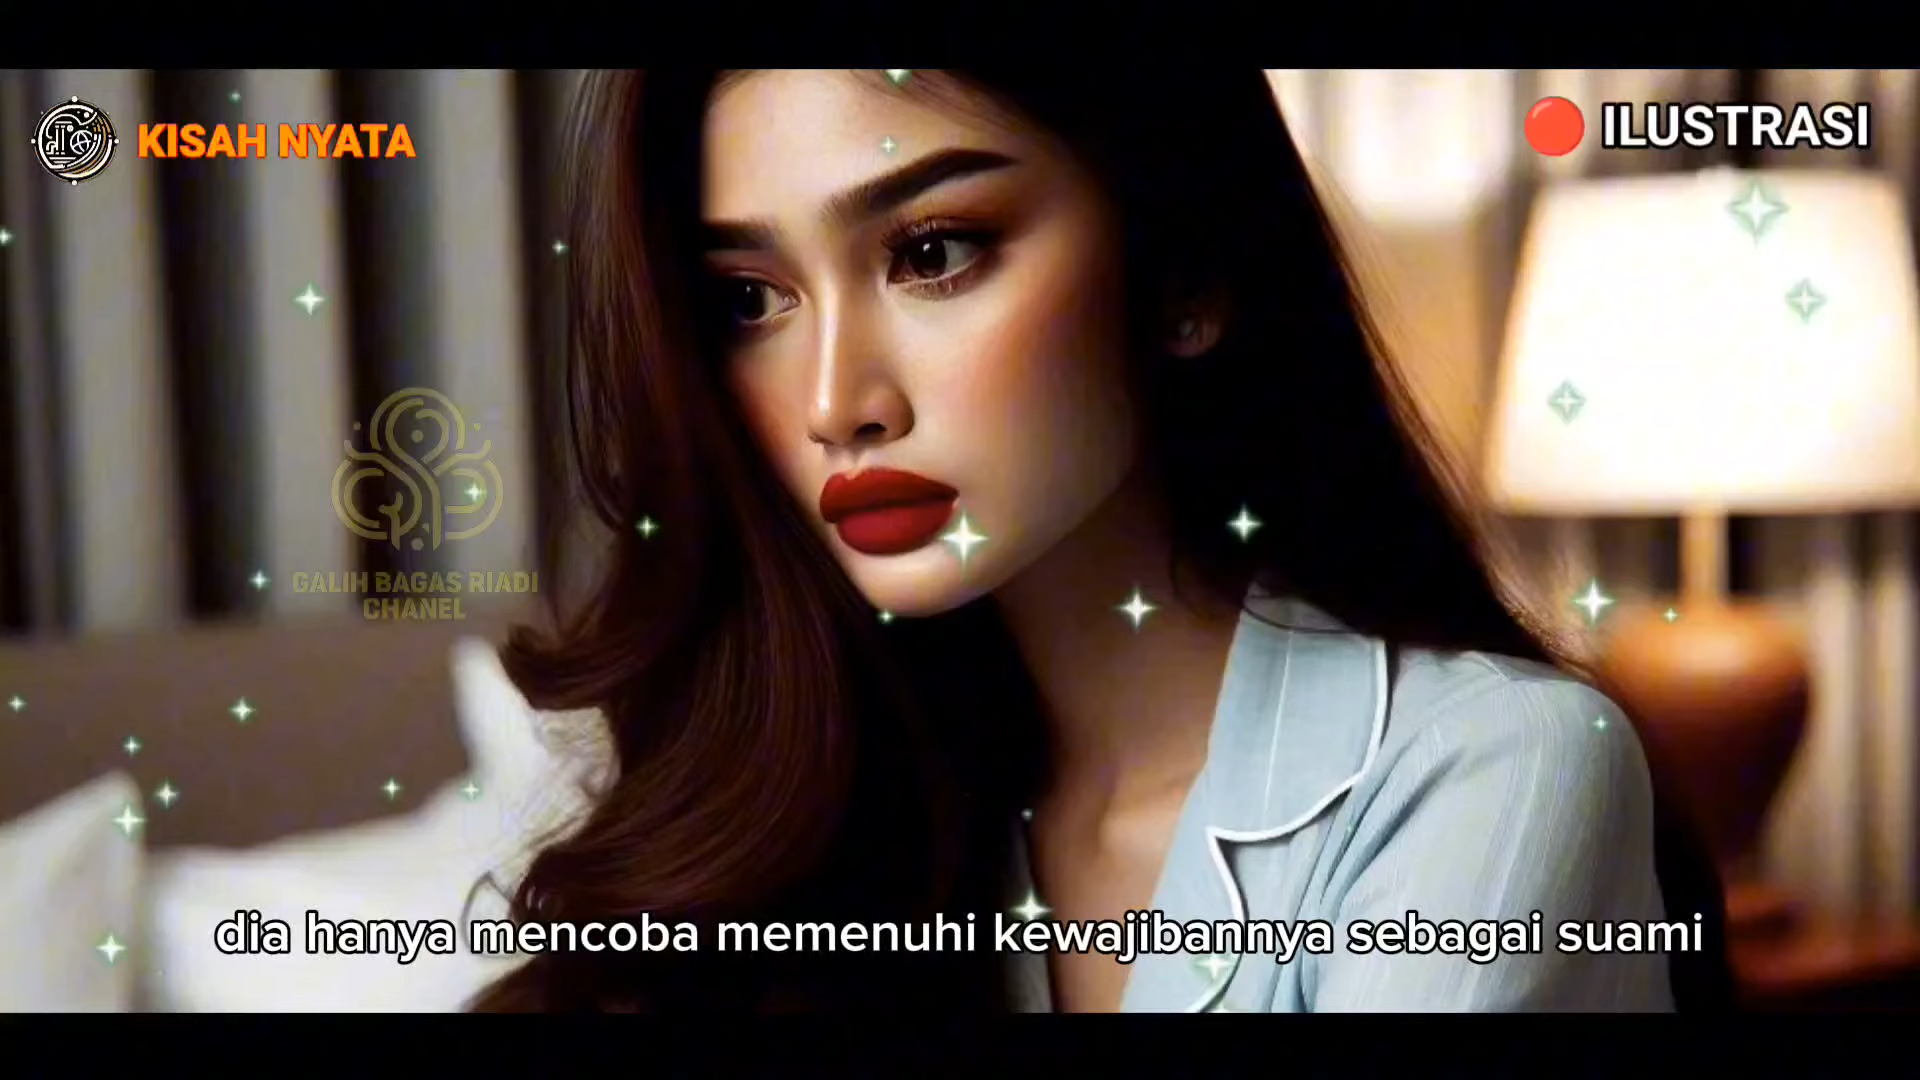 KISAH NYATA
ILUSTRASI
GALIH BAGAS RIADI
CHANEL
dia hanya mencoba memenuhi kewajibannya sebagai suami